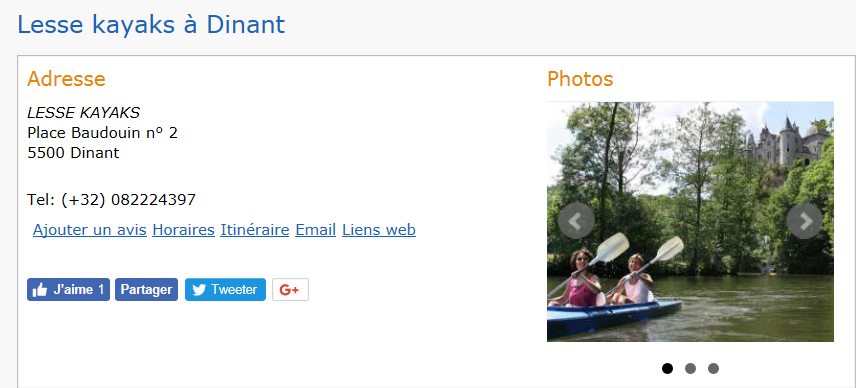 Lesse kayaks à Dinant
Adresse
LESSE KAYAKS
Place Baudouin n° 2
5500 Dinant
Tel: (+32) 082224397
Ajouter un avis Horaires Itinéraire Email Liens web
J'aime 1 Partager Tweeter G+
Photos